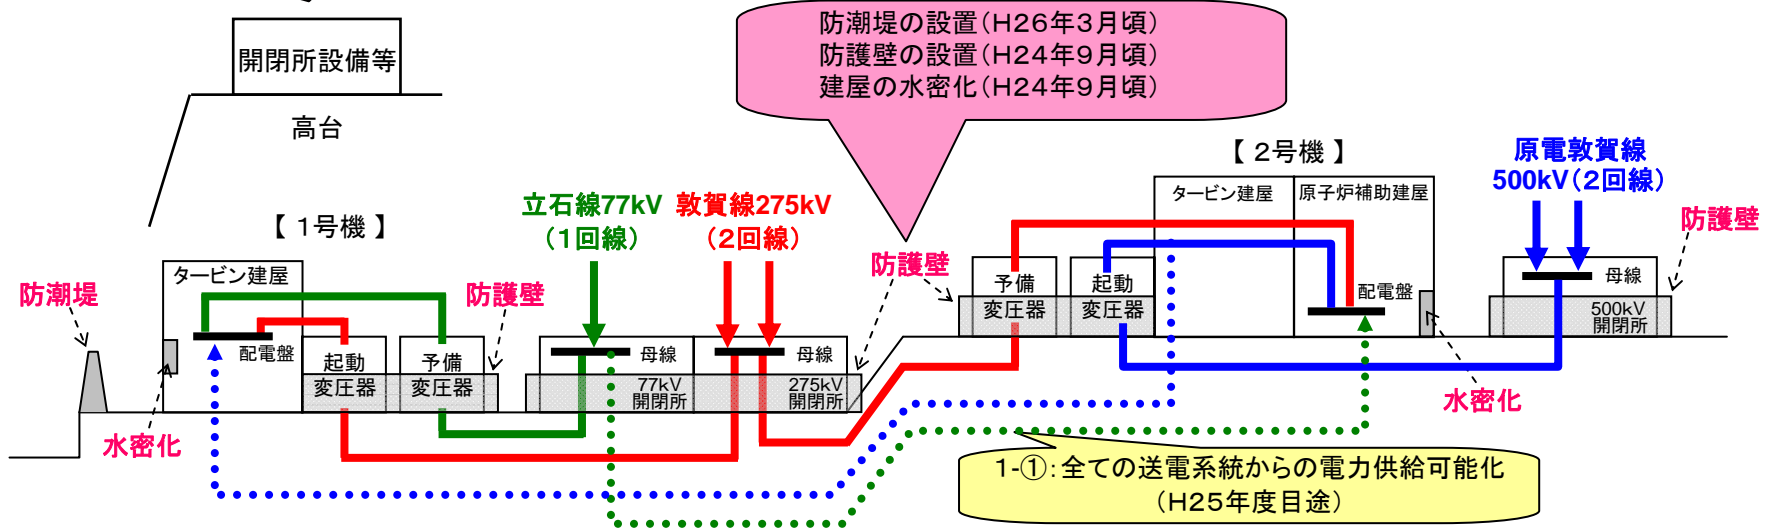 防潮堤の設置（H26年3月頃）
防護壁の設置（H24年9月頃）
建屋の水密化（H24年9月頃）
開閉所設備等
高台
【 1号機 】
タービン建屋
防潮堤
水密化
配電盤
起動
変圧器
予備
変圧器
防護壁
立石線77kV
（1回線）
敦賀線275kV
（2回線）
母線
77kV
開閉所
母線
275kV
開閉所
防護壁
【 2号機 】
予備
変圧器
起動
変圧器
タービン建屋
原子炉補助建屋
配電盤
水密化
原電敦賀線
500kV（2回線）
母線
500kV
開閉所
防護壁
1-①：全ての送電系統からの電力供給可能化
（H25年度目途）